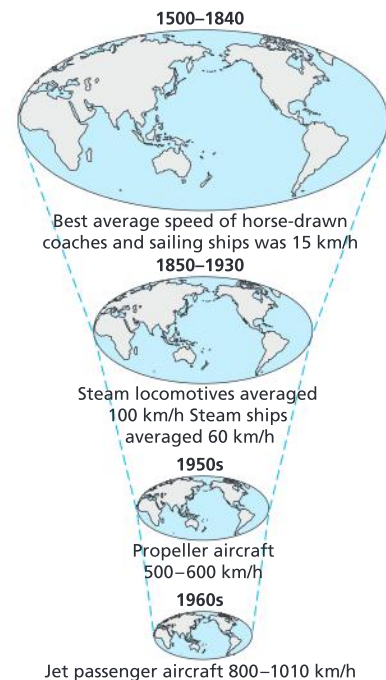 1500–1840
Best average speed of horse-drawn
coaches and sailing ships was 15 km/h
1850–1930
Steam locomotives averaged
100 km/h Steam ships
averaged 60 km/h
1950s
Propeller aircraft
500–600 km/h
1960s
Jet passenger aircraft 800–1010 km/h